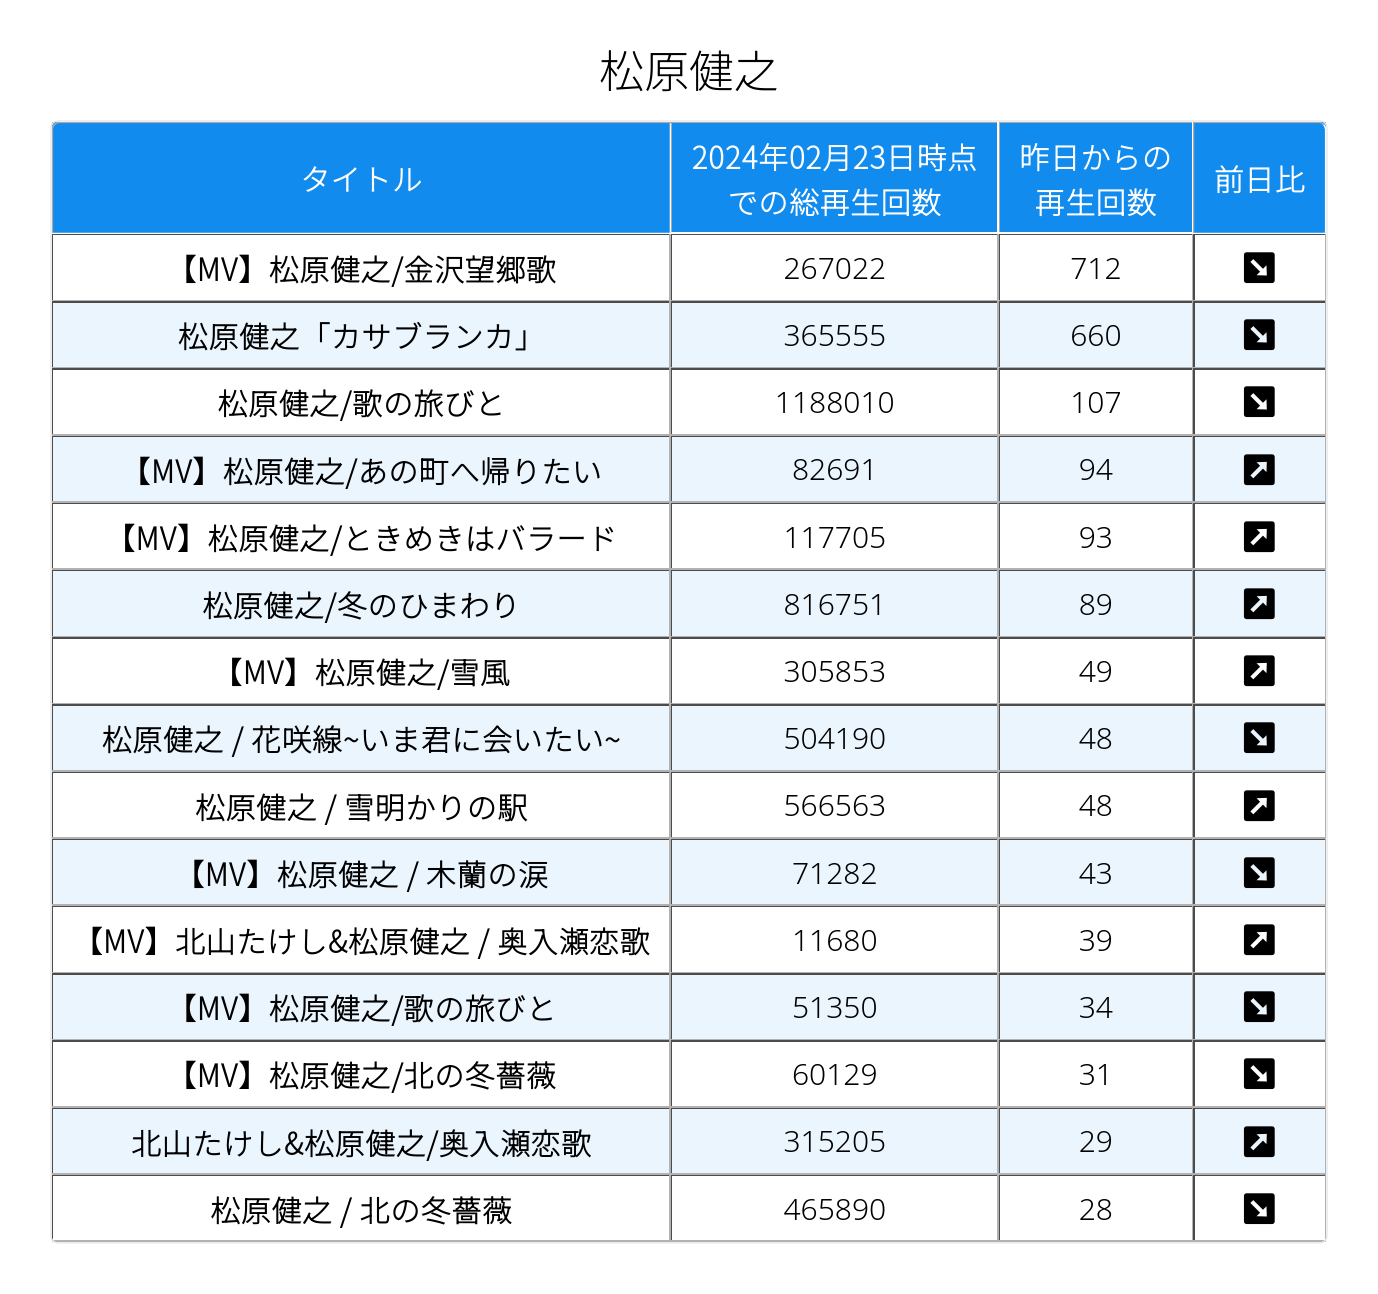 松原健之
タイトル 2024年02月23日時点での総再生回数 昨日からの再生回数 前日比
【MV】松原健之/金沢望郷歌 267022 712 ↘
松原健之「カサブランカ」 365555 660 ↘
松原健之/歌の旅びと 1188010 107 ↘
【MV】松原健之/あの町へ帰りたい 82691 94 ↗
【MV】松原健之/ときめきはバラード 117705 93 ↗
松原健之/冬のひまわり 816751 89 ↗
【MV】松原健之/雪風 305853 49 ↗
松原健之 / 花咲線~いま君に会いたい~ 504190 48 ↘
松原健之 / 雪明かりの駅 566563 48 ↗
【MV】松原健之 / 木蘭の涙 71282 43 ↘
【MV】北山たけし&松原健之 / 奥入瀬恋歌 11680 39 ↗
【MV】松原健之/歌の旅びと 51350 34 ↘
【MV】松原健之/北の冬薔薇 60129 31 ↘
北山たけし&松原健之/奥入瀬恋歌 315205 29 ↗
松原健之 / 北の冬薔薇 465890 28 ↘